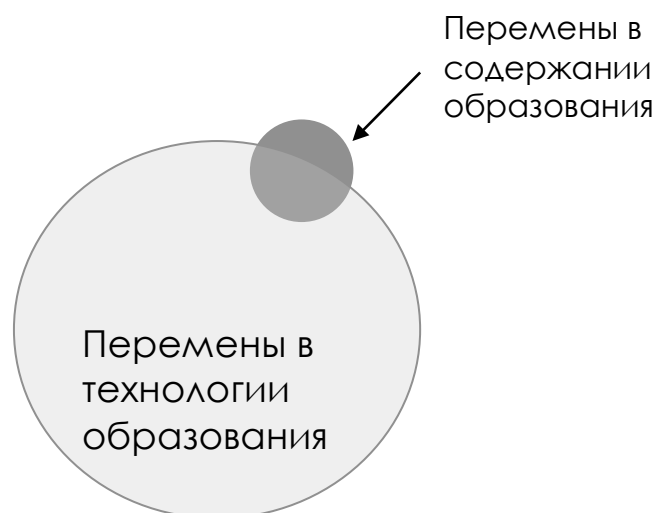 Перемены в
содержании
образования
Перемены в
технологии
образования